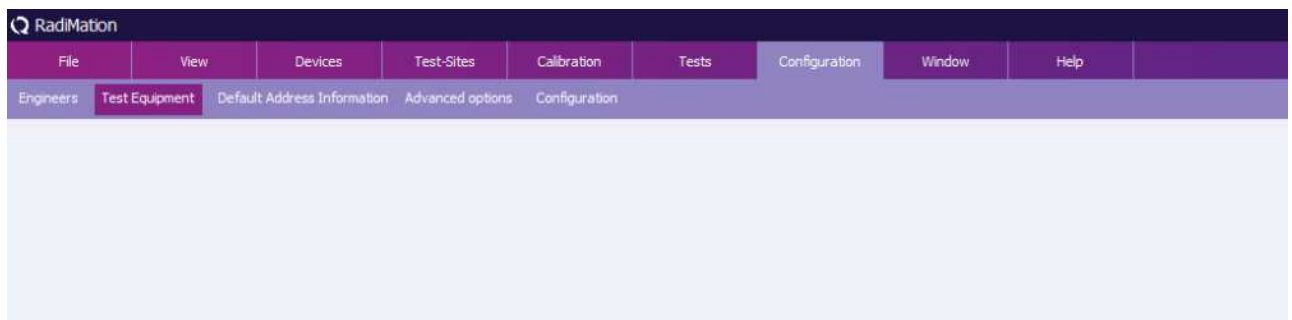 RadiMation
File View Devices Test-Sites Calibration Tests Configuration Window Help
Engineers Test Equipment Default Address Information Advanced options Configuration